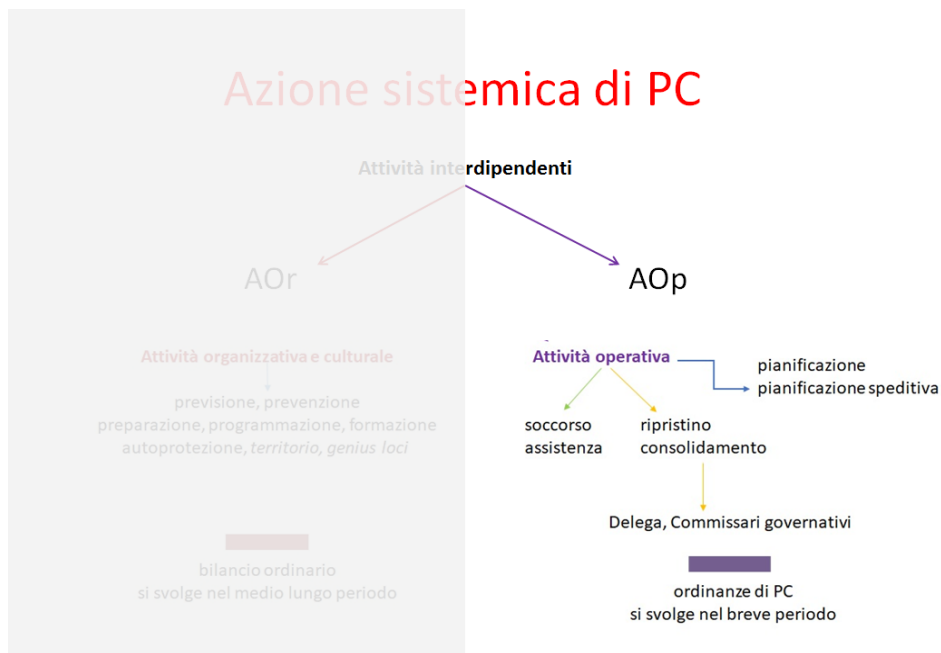 Azione sistemica di PC
Attività interdipendenti
AOr
AOp
Attività organizzativa e culturale
previsione, prevenzione
preparazione, programmazione, formazione
autoprotezione, territorio, genius loci
bilancio ordinario
si svolge nel medio lungo periodo
Attività operativa
pianificazione
pianificazione speditiva
soccorso
assistenza
ripristino
consolidamento
Delega, Commissari governativi
ordinanze di PC
si svolge nel breve periodo